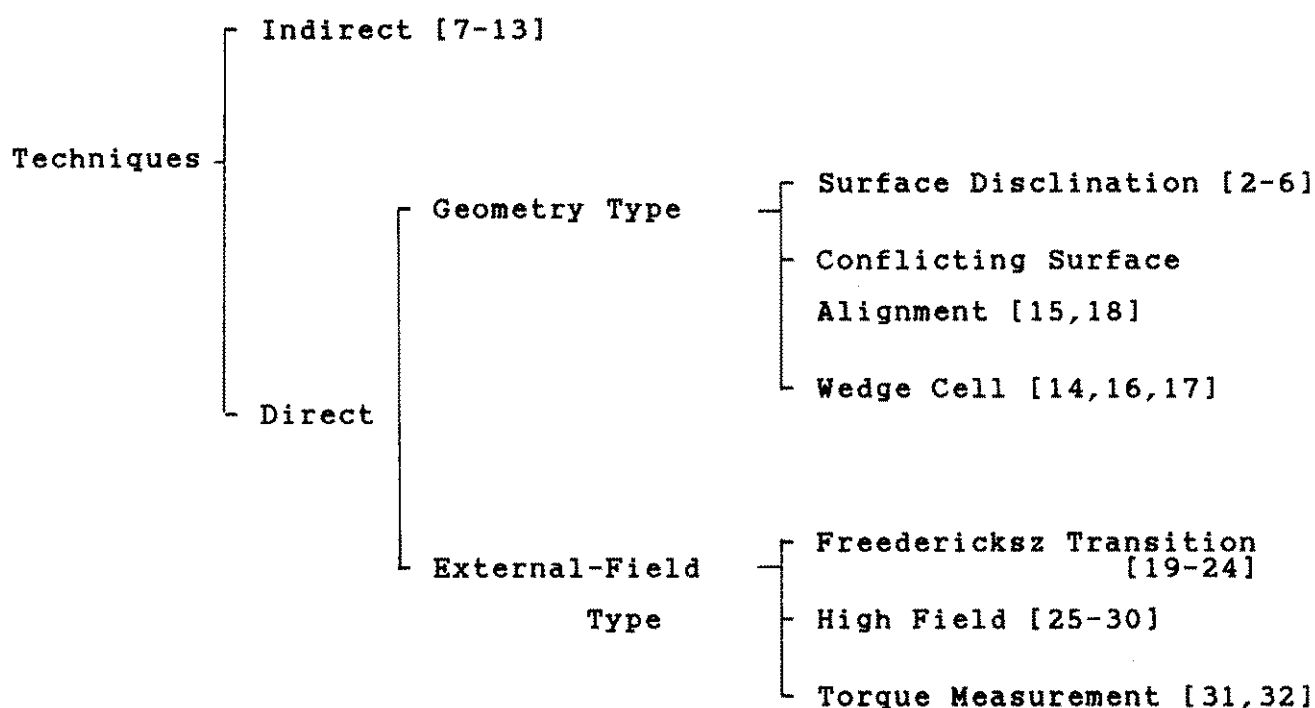 Indirect [7-13]
Techniques
Surface Disclination [2-6]
Geometry Type
Conflicting Surface
Alignment [15,18]
Wedge Cell [14,16,17]
Direct
Freedericksz Transition
[19-24]
External-Field
Type
High Field [25-30]
Torque Measurement [31,32]